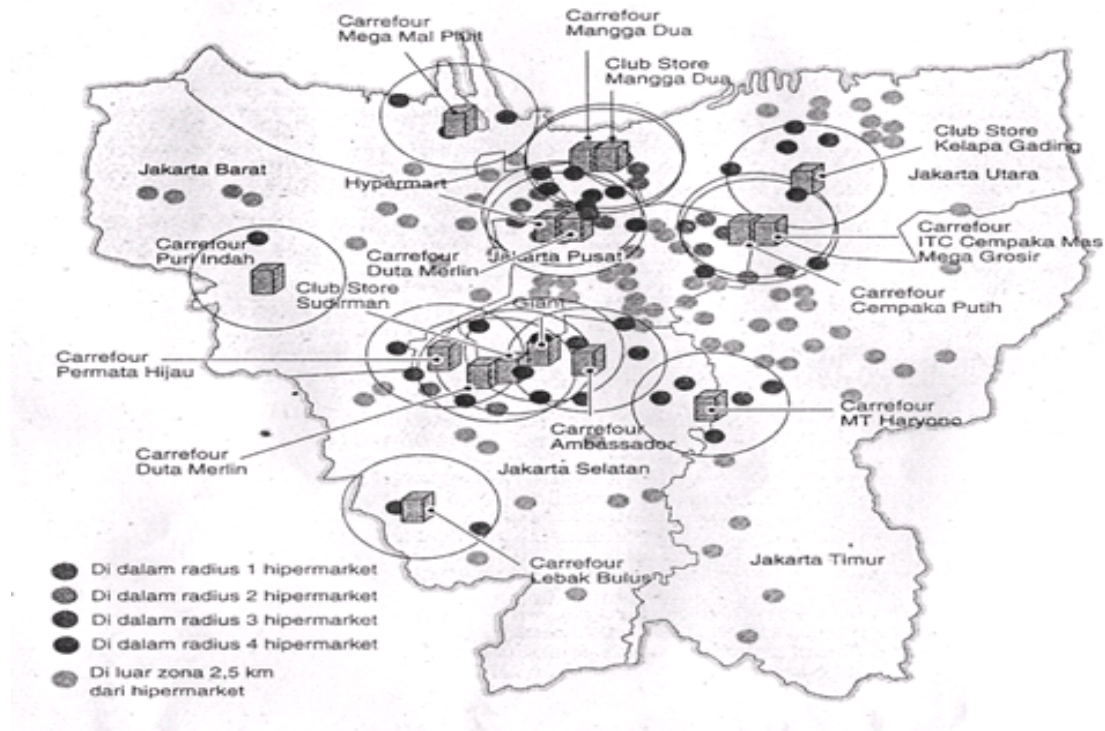 Carrefour
Mega Mal Pluit
Carrefour
Mangga Dua
Club Store
Mangga Dua
Club Store
Kelapa Gading
Jakarta Barat
Hypermart
Jakarta Utara
Carrefour
Puri Indah
Carrefour
Duta Merlin
Jakarta Pusat
Carrefour
ITC Cempaka Mas
Mega Grosir
Club Store
Sudirman
Giant
Carrefour
Cempaka Putih
Carrefour
Permata Hijau
Carrefour
MT Haryono
Carrefour
Ambassador
Carrefour
Duta Merlin
Jakarta Selatan
Carrefour
Lebak Bulus
Jakarta Timur
Di dalam radius 1 hipermarket
Di dalam radius 2 hipermarket
Di dalam radius 3 hipermarket
Di dalam radius 4 hipermarket
Di luar zona 2,5 km
dari hipermarket